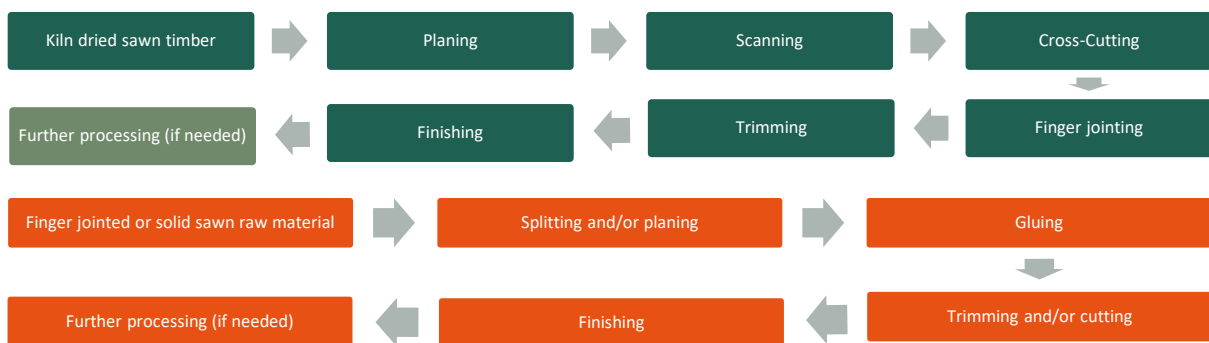 Kiln dried sawn timber
Planing
Scanning
Cross-Cutting
Finger jointing
Trimming
Finishing
Further processing (if needed)
Finger jointed or solid sawn raw material
Splitting and/or planing
Gluing
Trimming and/or cutting
Finishing
Further processing (if needed)